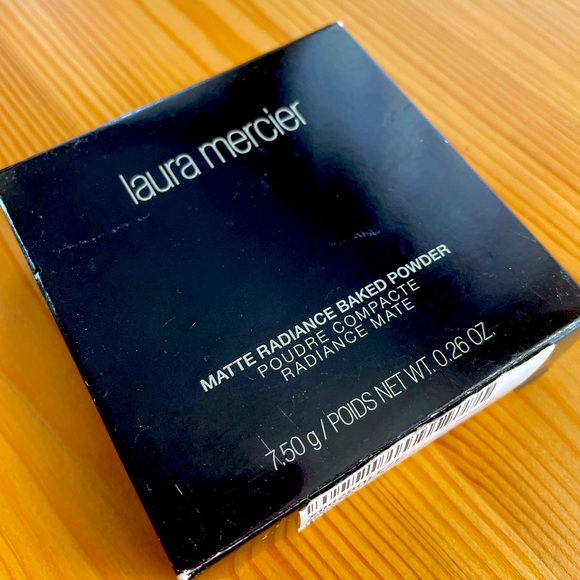 laura mercier
MATTE RADIANCE BAKED POWDER
POUDRE COMPACTE
RADIANCE MATE
7.50 g / POIDS NET WT. 0.26 OZ.